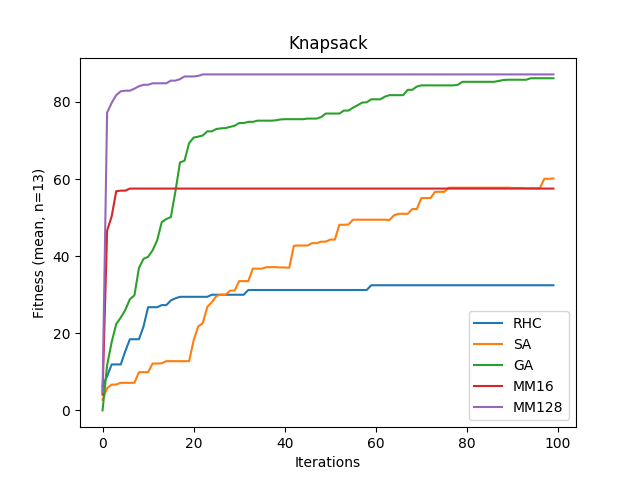 Knapsack
Fitness (mean, n=13)
80
60
40
20
0
0 20 40 60 80 100
Iterations
RHC
SA
GA
MM16
MM128